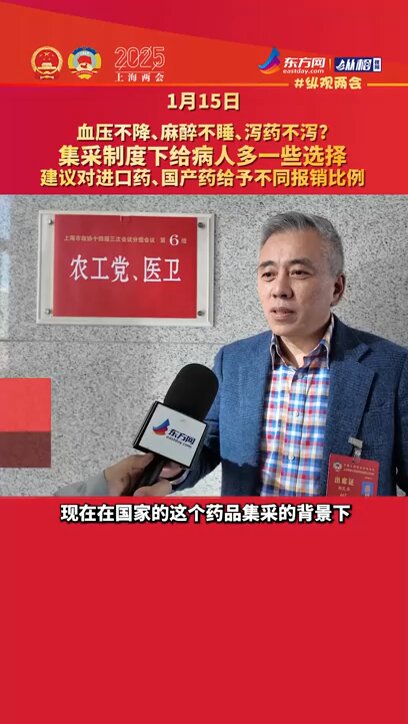 2025
上海两会
东方网
eastday.com
纵相
#纵观两会
1月15日
血压不降、麻醉不睡、泻药不泻?
集采制度下给病人多一些选择
建议对进口药、国产药给予不同报销比例
上海市政协十四届三次会议分组会议 第6组
农工党、医卫
东方网
出席证
现在在国家的这个药品集采的背景下